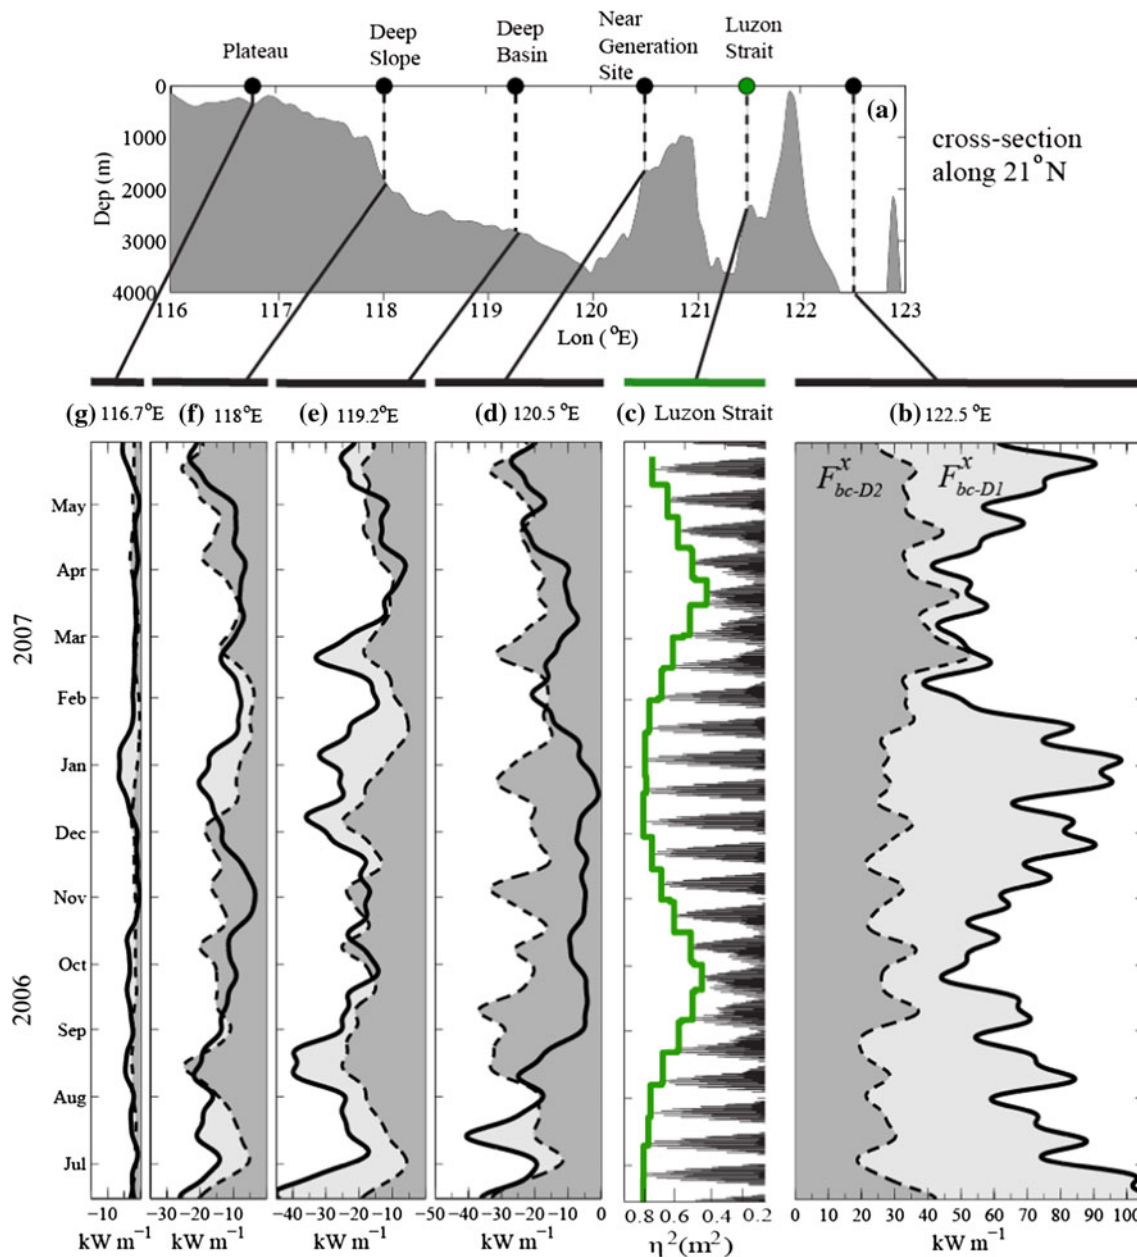 Plateau
Deep
Slope
Deep
Basin
Near
Generation
Site
Luzon
Strait
(a)
cross-section
along 21°N
Dep (m)
0
1000
2000
3000
4000
116 117 118 119 120 121 122 123
Lon (°E)
(g) 116.7°E
(f) 118°E
(e) 119.2°E
(d) 120.5 °E
(c) Luzon Strait
(b) 122.5 °E
F^x_bc-D2
F^x_bc-D1
2007
May
Apr
Mar
Feb
Jan
2006
Dec
Nov
Oct
Sep
Aug
Jul
−10
−30 −20 −10
−40 −30 −20 −10 −50
−40 −30 −20 −10 0
0.8 0.6 0.4 0.2
0 10 20 30 40 50 60 70 80 90 100
kW m⁻¹
kW m⁻¹
kW m⁻¹
kW m⁻¹
η²(m²)
kW m⁻¹